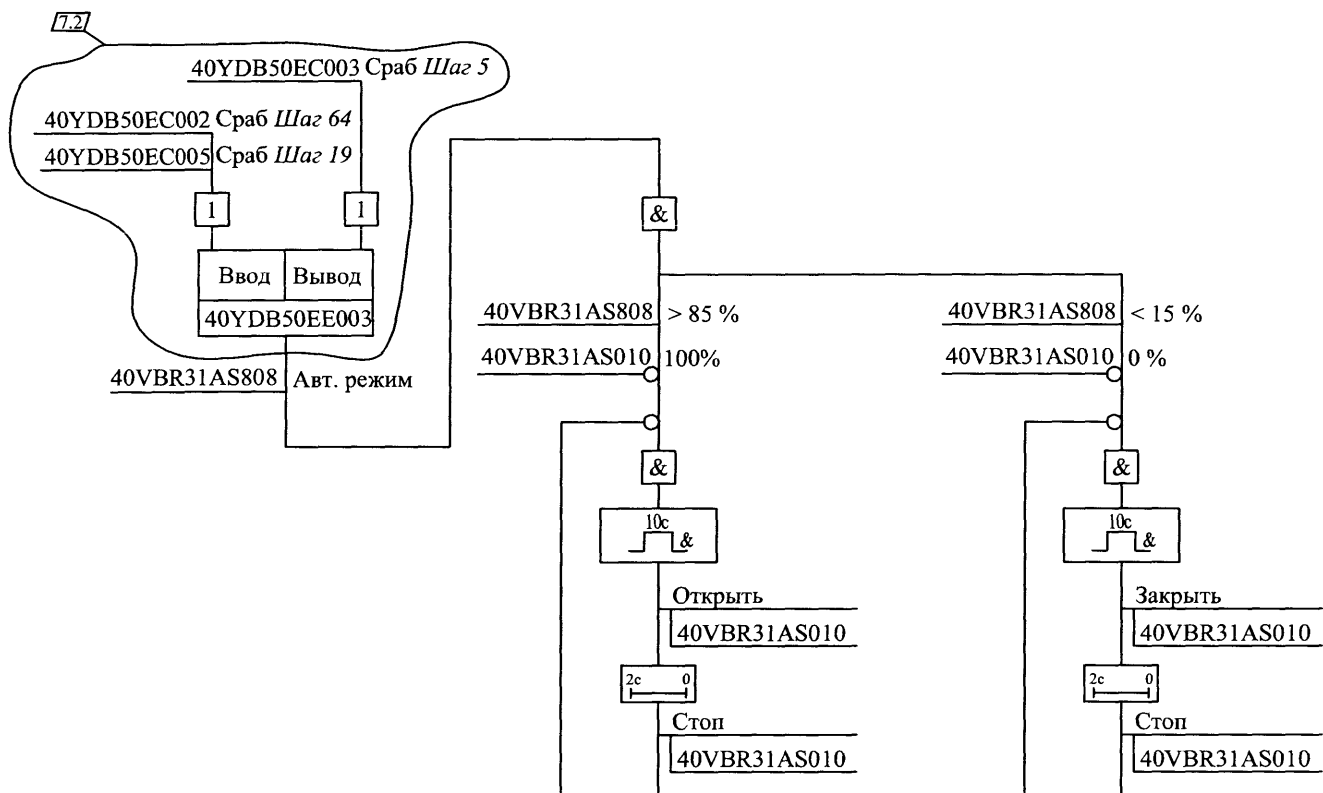 7.2
40YDB50EC003 Сраб Шаг 5
40YDB50EC002 Сраб Шаг 64
40YDB50EC005 Сраб Шаг 19
1 1
&
Ввод Вывод
40YDB50EE003
40VBR31AS808 > 85 %
40VBR31AS808 < 15 %
40VBR31AS010 100%
40VBR31AS010 0 %
40VBR31AS808 Авт. режим
& &
10с & 10с &
Открыть
40VBR31AS010
Закрыть
40VBR31AS010
2с 0 2с 0
Стоп
40VBR31AS010
Стоп
40VBR31AS010